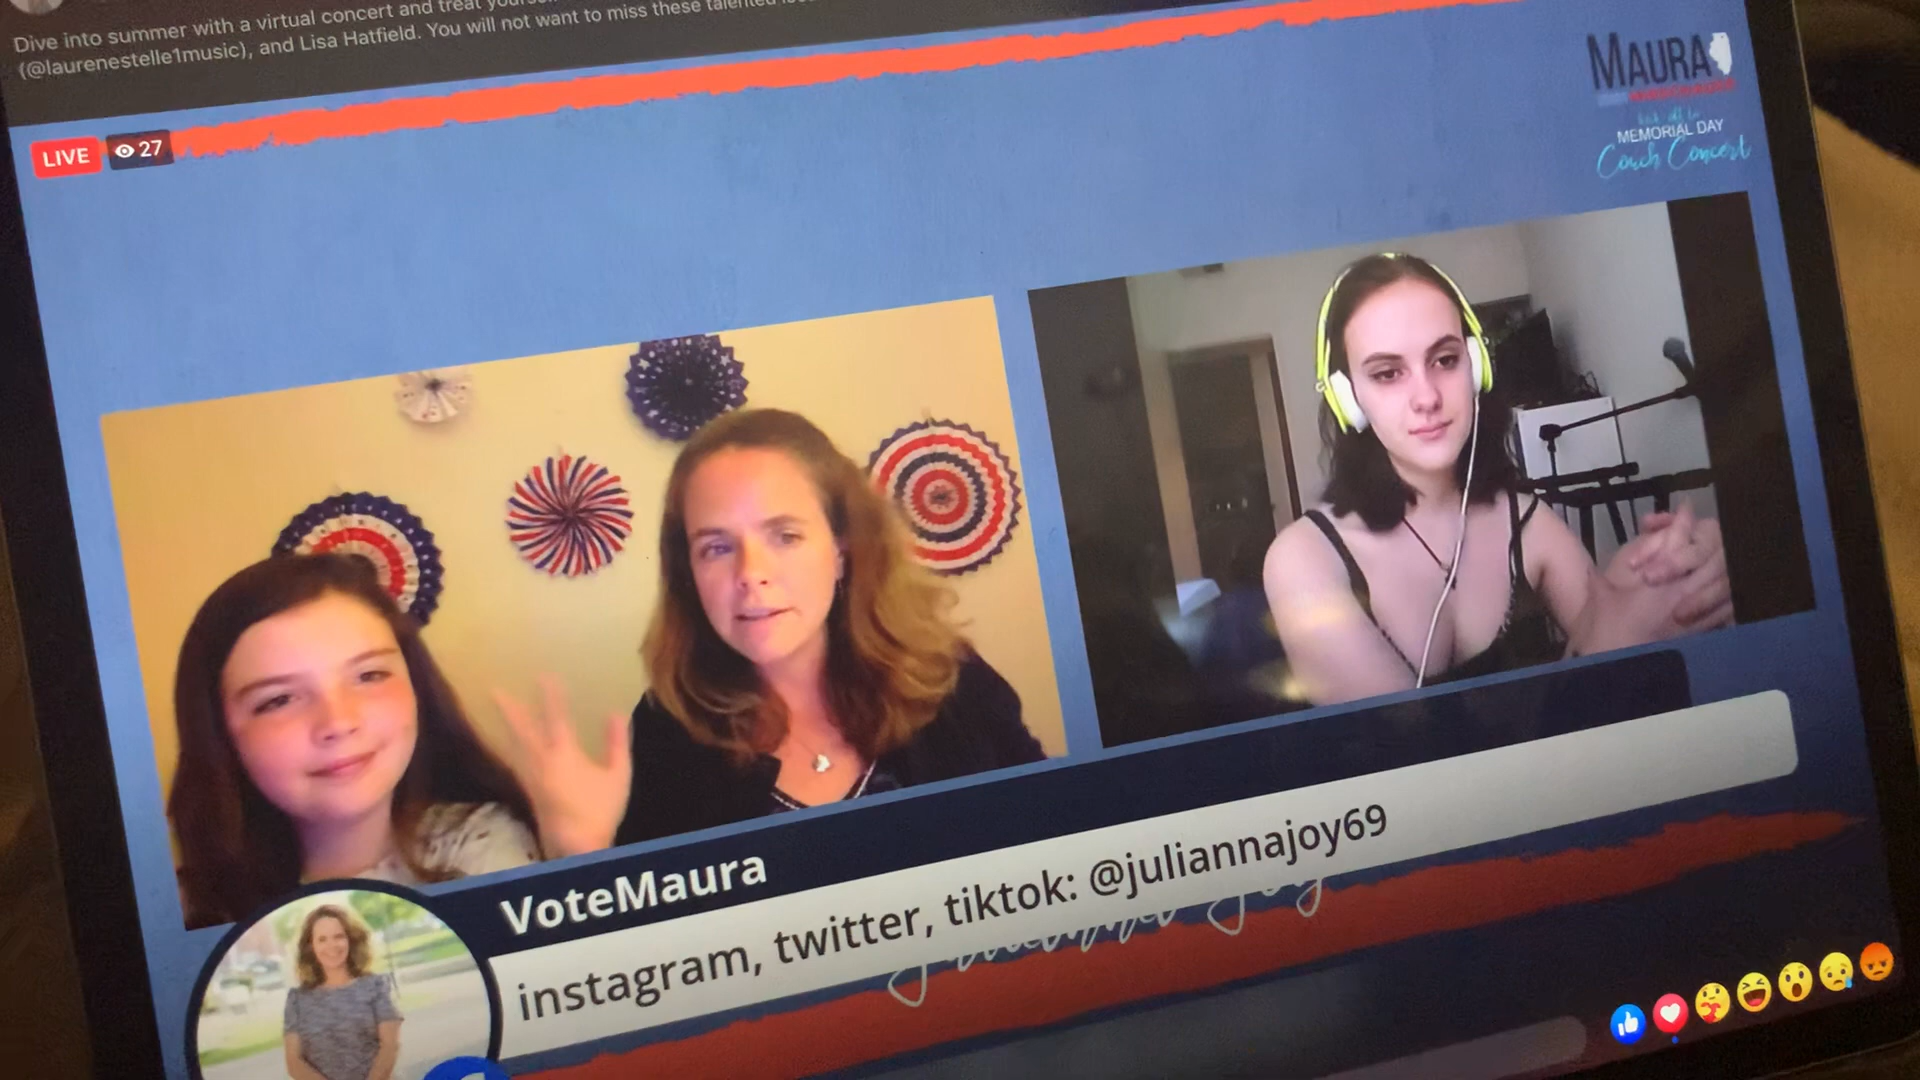 Dive into summer with a virtual concert and treat
(@laurenestelle1music), and Lisa Hatfield. You will not want to miss these talented
LIVE 27
MAURA
MEMORIAL DAY
Couch Concert
VoteMaura
instagram, twitter, tiktok: @juliannajoy69